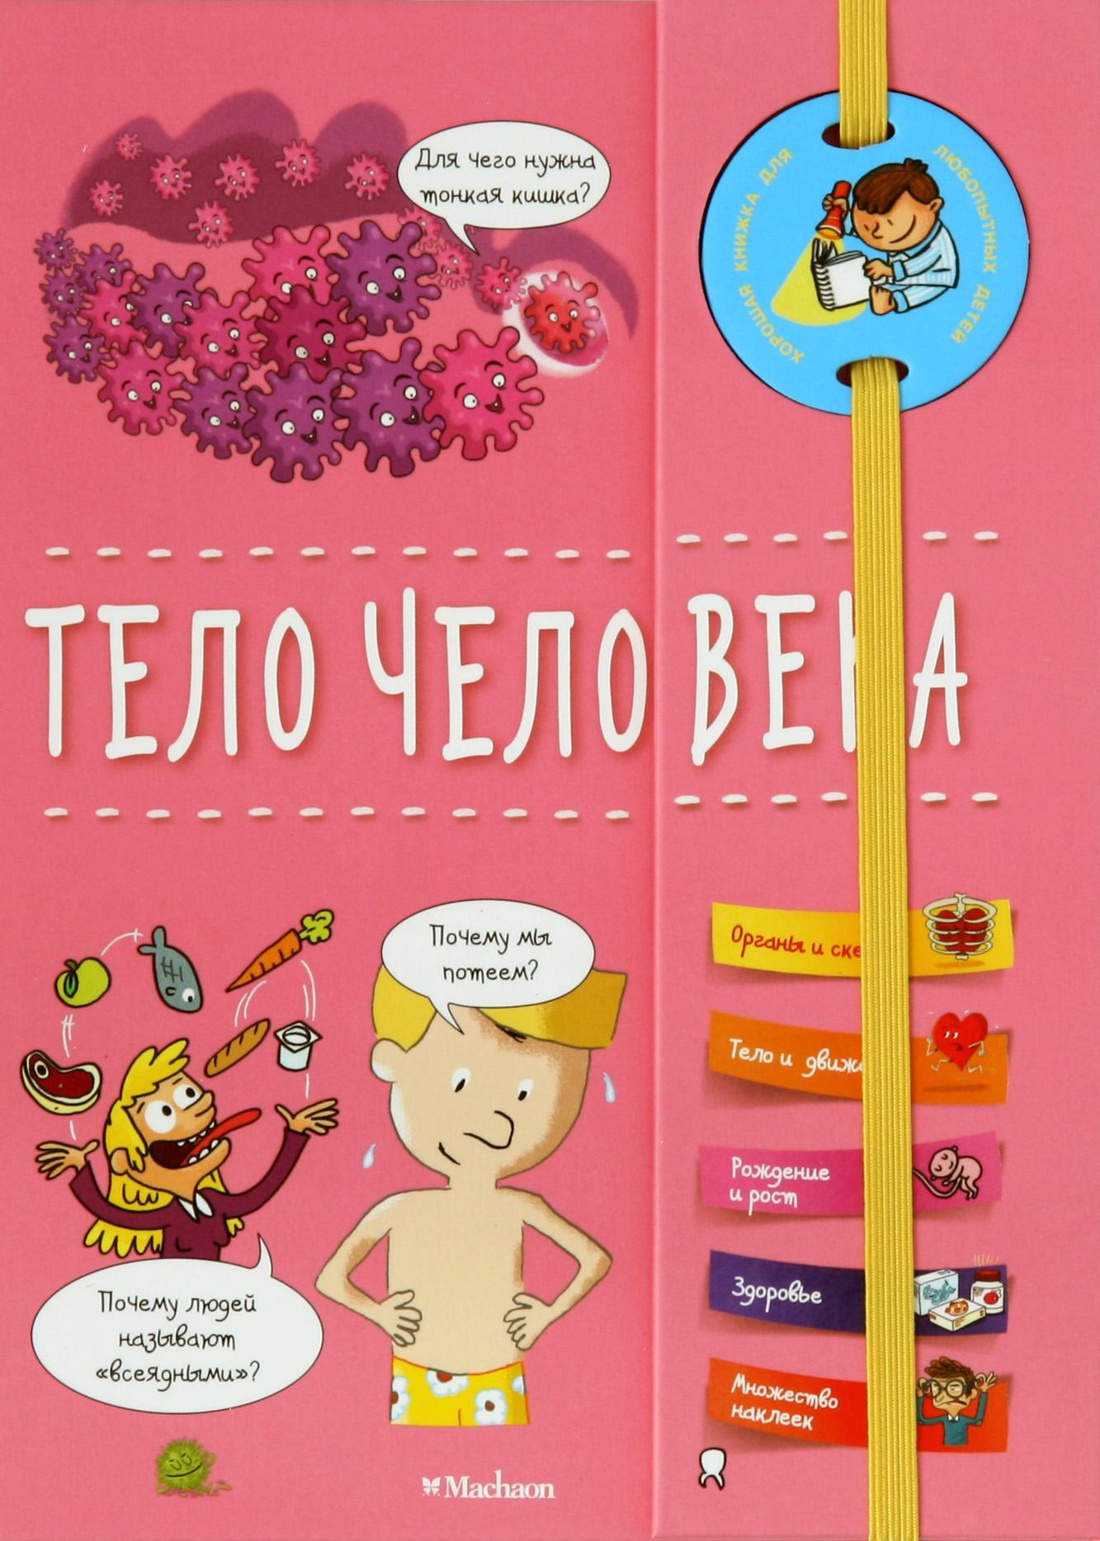 Для чего нужна
тонкая кишка?
ХОРОШАЯ КНИЖКА ДЛЯ
ЛЮБОПЫТНЫХ ДЕТЕЙ
ТЕЛО ЧЕЛОВЕКА
Почему мы
потеем?
Органы и ске
Тело и движ
Рождение
и рост
Здоровье
Множество
наклеек
Почему людей
называют
«всеядными»?
Machaon